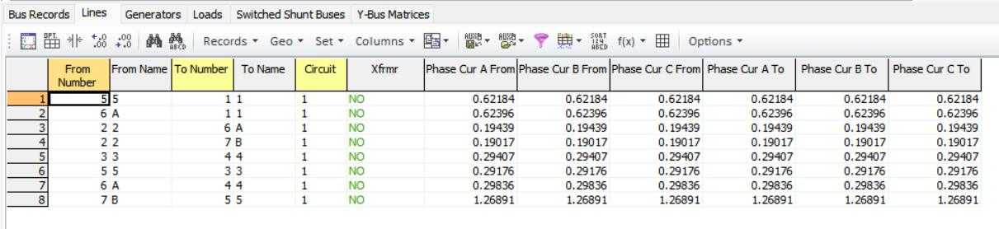 Bus Records Lines Generators Loads Switched Shunt Buses Y-Bus Matrices
Records Geo Set Columns AUXB AUXB SORT 124 ABED f(x) Options
From Number From Name To Number To Name Circuit Xfrmr Phase Cur A From Phase Cur B From Phase Cur C From Phase Cur A To Phase Cur B To Phase Cur C To
1 5 5 1 1 1 NO 0.62184 0.62184 0.62184 0.62184 0.62184 0.62184
2 6 A 1 1 1 NO 0.62396 0.62396 0.62396 0.62396 0.62396 0.62396
3 2 2 6 A 1 NO 0.19439 0.19439 0.19439 0.19439 0.19439 0.19439
4 2 2 7 B 1 NO 0.19017 0.19017 0.19017 0.19017 0.19017 0.19017
5 3 3 4 4 1 NO 0.29407 0.29407 0.29407 0.29407 0.29407 0.29407
6 5 5 3 3 1 NO 0.29176 0.29176 0.29176 0.29176 0.29176 0.29176
7 6 A 4 4 1 NO 0.29836 0.29836 0.29836 0.29836 0.29836 0.29836
8 7 B 5 5 1 NO 1.26891 1.26891 1.26891 1.26891 1.26891 1.26891